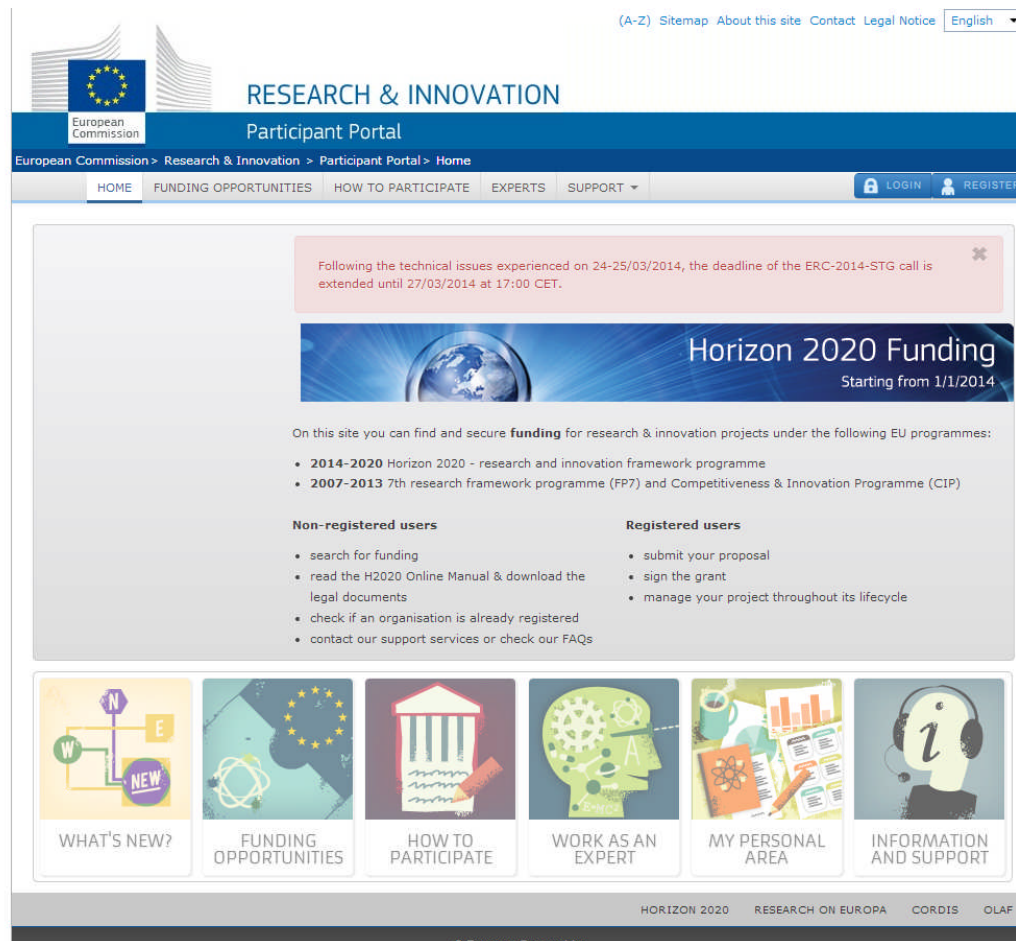 (A-Z) Sitemap About this site Contact Legal Notice English
RESEARCH & INNOVATION
European
Commission
Participant Portal
European Commission> Research & Innovation > Participant Portal> Home
HOME FUNDING OPPORTUNITIES HOW TO PARTICIPATE EXPERTS SUPPORT LOGIN REGISTER
Following the technical issues experienced on 24-25/03/2014, the deadline of the ERC-2014-STG call is
extended until 27/03/2014 at 17:00 CET.
Horizon 2020 Funding
Starting from 1/1/2014
On this site you can find and secure funding for research & innovation projects under the following EU programmes:
• 2014-2020 Horizon 2020 - research and innovation framework programme
• 2007-2013 7th research framework programme (FP7) and Competitiveness & Innovation Programme (CIP)
Non-registered users
• search for funding
• read the H2020 Online Manual & download the
legal documents
• check if an organisation is already registered
• contact our support services or check our FAQs
Registered users
• submit your proposal
• sign the grant
• manage your project throughout its lifecycle
N
E
W
NEW
A
i
WHAT'S NEW?
FUNDING
OPPORTUNITIES
HOW TO
PARTICIPATE
WORK AS AN
EXPERT
MY PERSONAL
AREA
INFORMATION
AND SUPPORT
HORIZON 2020 RESEARCH ON EUROPA CORDIS OLAF